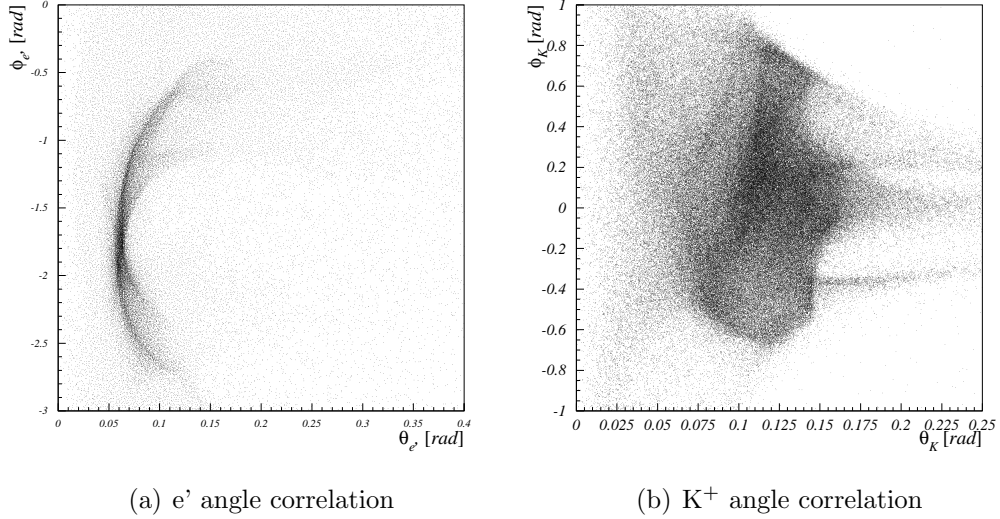 ϕe', [rad]
0
-0.5
-1
-1.5
-2
-2.5
-3
0 0.05 0.1 0.15 0.2 0.25 0.3 0.35 0.4
θe', [rad]
ϕK [rad]
1
0.8
0.6
0.4
0.2
0
-0.2
-0.4
-0.6
-0.8
-1
0 0.025 0.05 0.075 0.1 0.125 0.15 0.175 0.2 0.225 0.25
θK [rad]
(a) e’ angle correlation
(b) K+ angle correlation